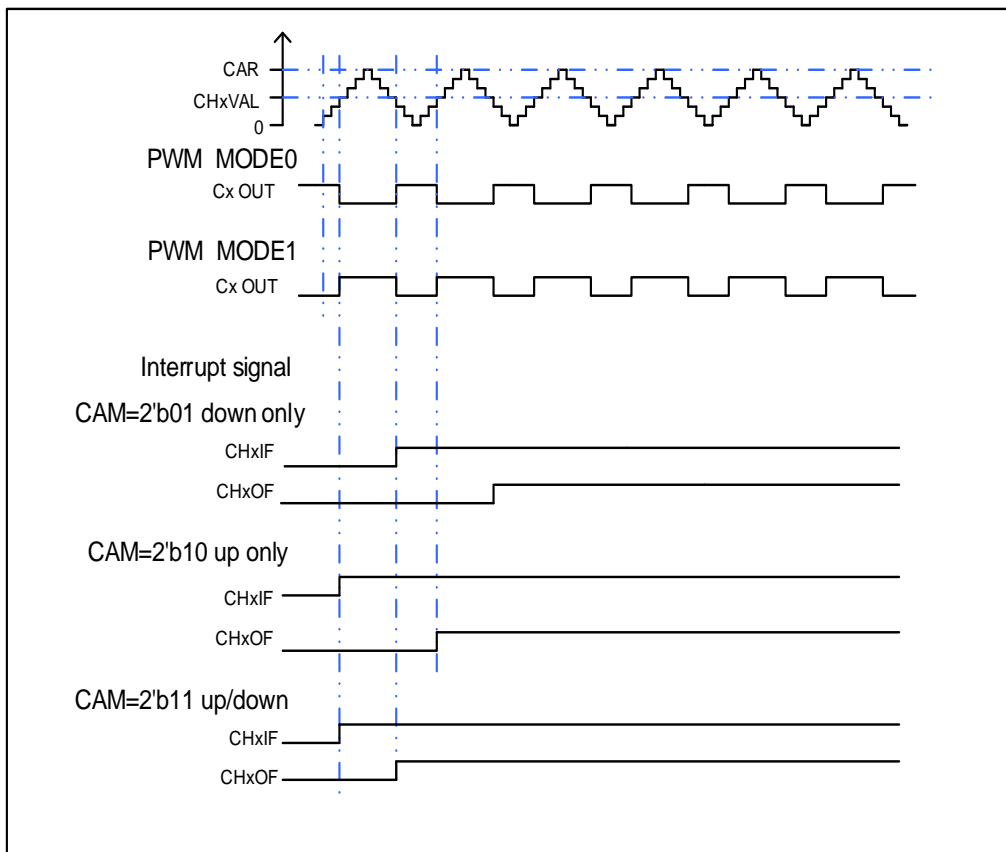 CAR
CHxVAL
0
PWM MODE0
Cx OUT
PWM MODE1
Cx OUT
Interrupt signal
CAM=2'b01 down only
CHxIF
CHxOF
CAM=2'b10 up only
CHxIF
CHxOF
CAM=2'b11 up/down
CHxIF
CHxOF